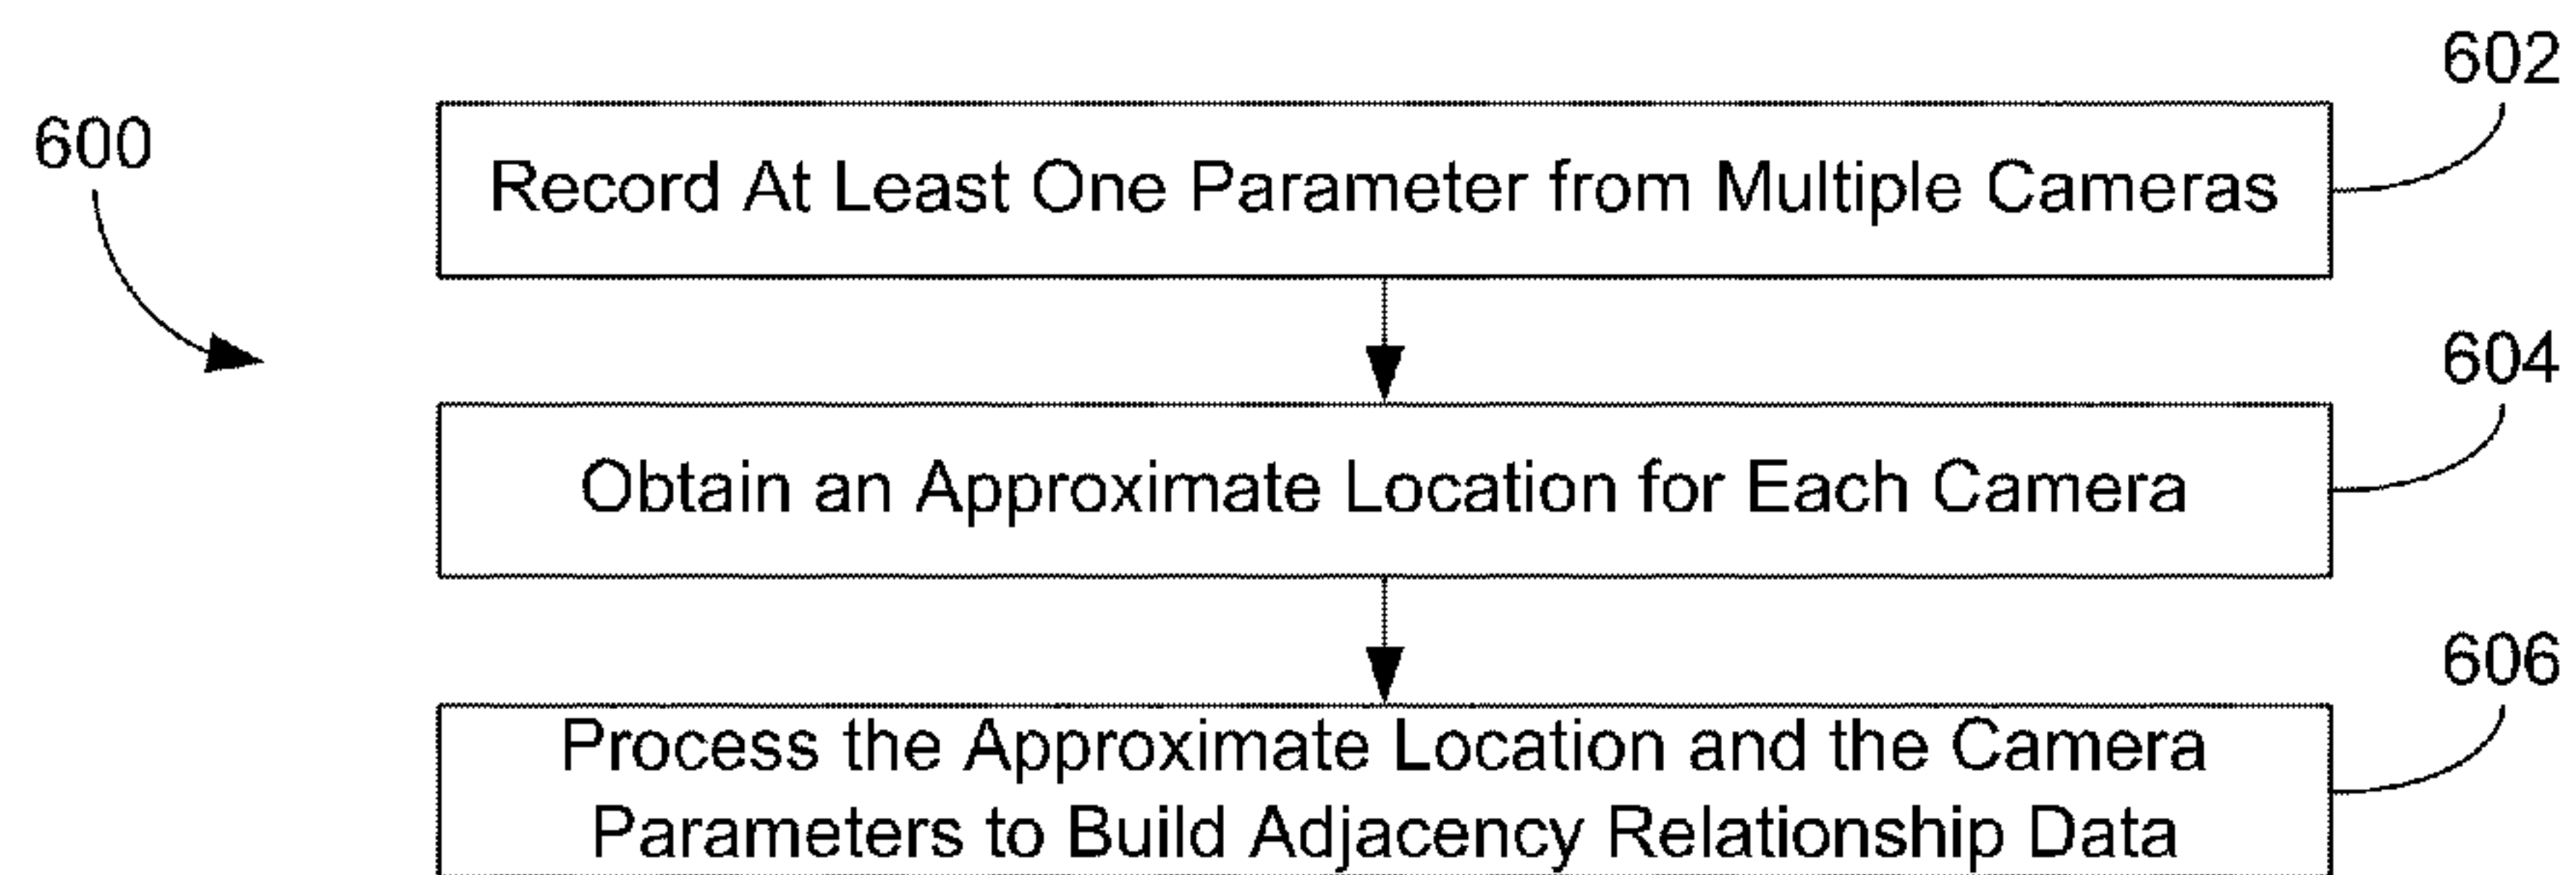 602
600
Record At Least One Parameter from Multiple Cameras
604
Obtain an Approximate Location for Each Camera
606
Process the Approximate Location and the Camera
Parameters to Build Adjacency Relationship Data